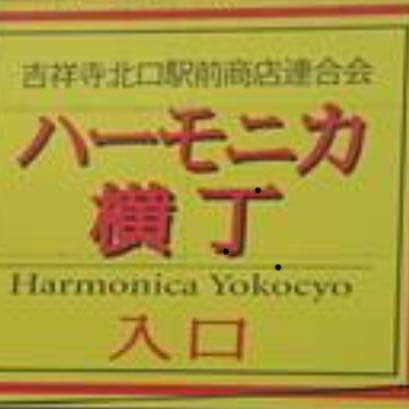 吉祥寺北口駅前商店連合会
ハーモニカ
横丁
Harmonica Yokocyo
入口